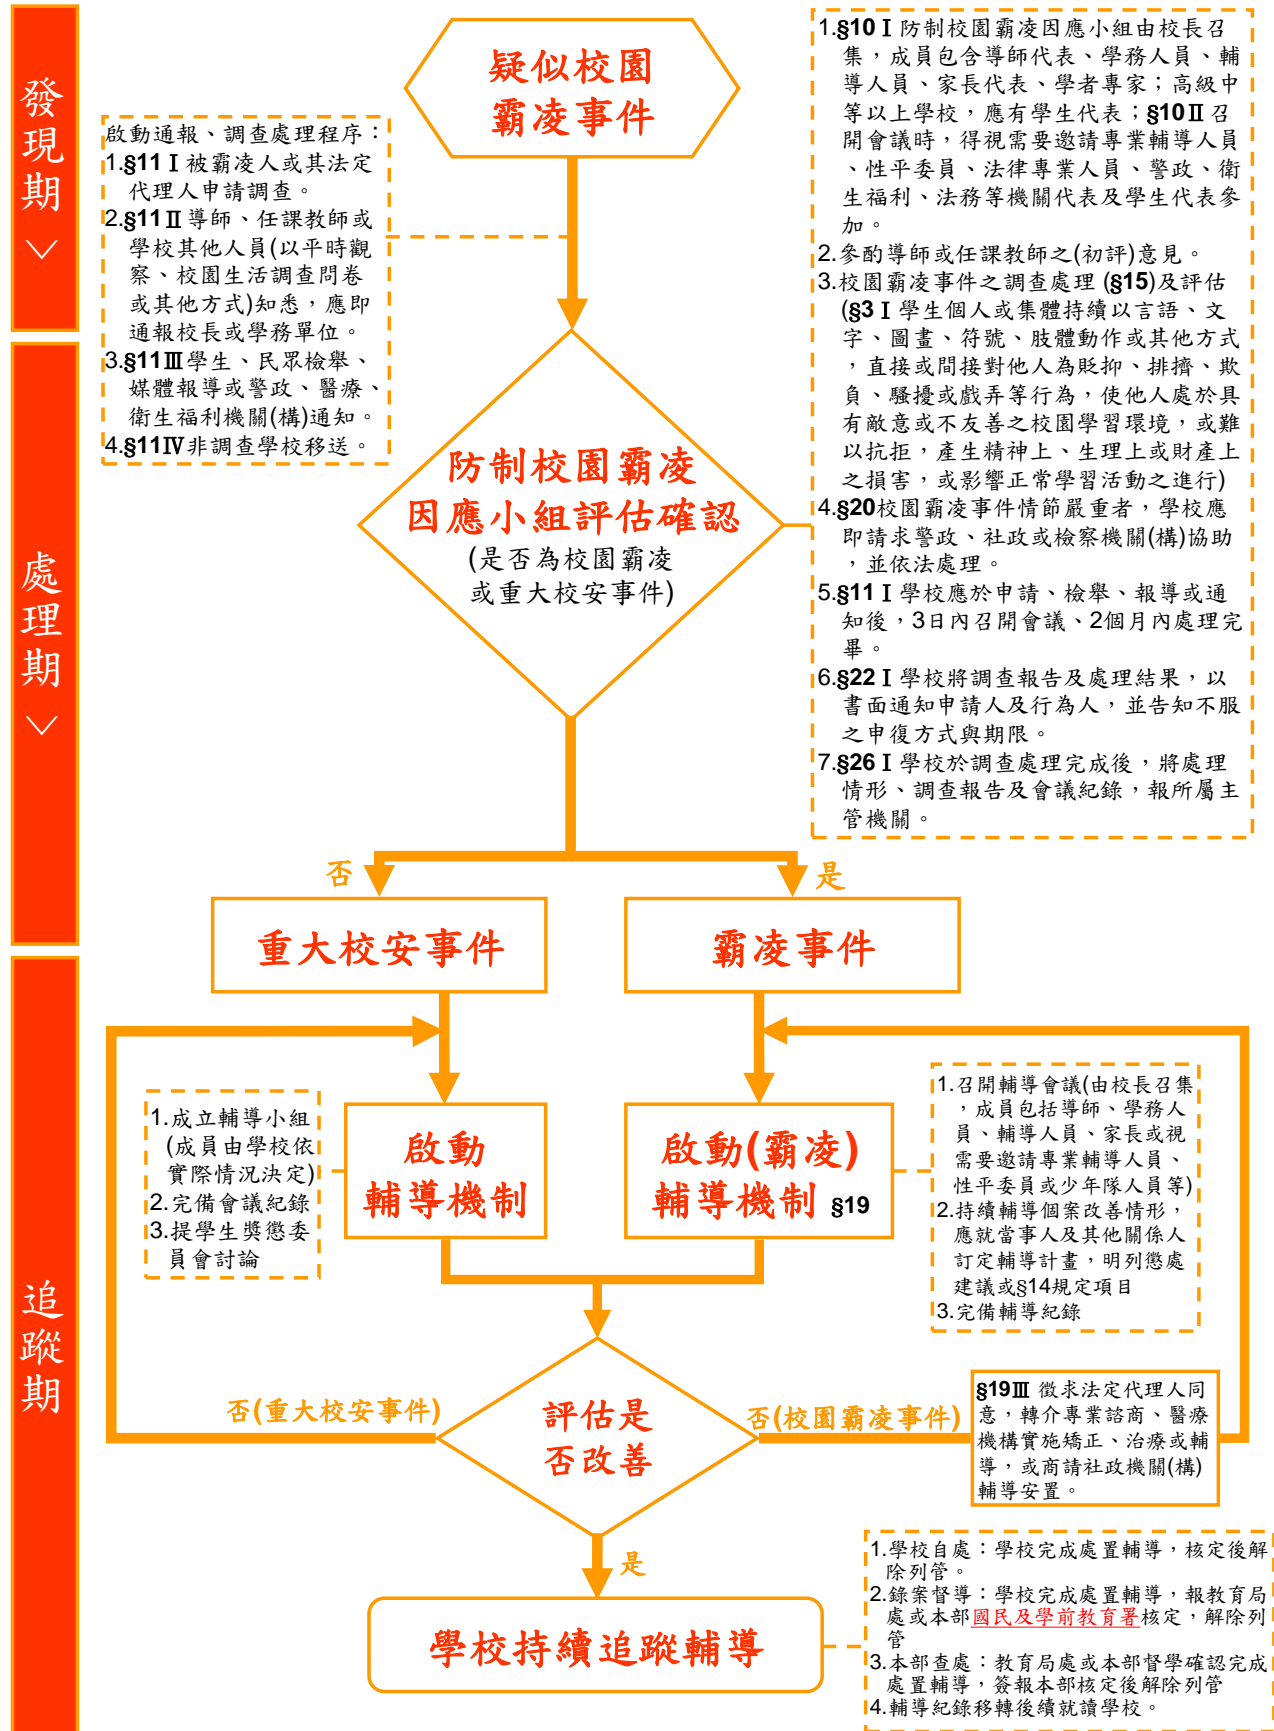 發現期
疑似校園
霸凌事件
啟動通報、調查處理程序：
1.§11Ⅰ被霸凌人或其法定
代理人申請調查。
2.§11Ⅱ導師、任課教師或
學校其他人員(以平時觀
察、校園生活調查問卷
或其他方式)知悉，應即
通報校長或學務單位。
3.§11Ⅲ學生、民眾檢舉、
媒體報導或警政、醫療、
衛生福利機關(構)通知。
4.§11Ⅳ非調查學校移送。
1.§10Ⅰ防制校園霸凌因應小組由校長召
集，成員包含導師代表、學務人員、輔
導人員、家長代表、學者專家；高級中
等以上學校，應有學生代表；§10Ⅱ召
開會議時，得視需要邀請專業輔導人員
、性平委員、法律專業人員、警政、衛
生福利、法務等機關代表及學生代表參
加。
2.參酌導師或任課教師之(初評)意見。
3.校園霸凌事件之調查處理 (§15)及評估
(§3Ⅰ學生個人或集體持續以言語、文
字、圖畫、符號、肢體動作或其他方式
，直接或間接對他人為貶抑、排擠、欺
負、騷擾或戲弄等行為，使他人處於具
有敵意或不友善之校園學習環境，或難
以抗拒，產生精神上、生理上或財產上
之損害，或影響正常學習活動之進行)
4.§20校園霸凌事件情節嚴重者，學校應
即請求警政、社政或檢察機關(構)協助
，並依法處理。
5.§11Ⅰ學校應於申請、檢舉、報導或通
知後，3日內召開會議、2個月內處理完
畢。
6.§22Ⅰ學校將調查報告及處理結果，以
書面通知申請人及行為人，並告知不服
之申復方式與期限。
7.§26Ⅰ學校於調查處理完成後，將處理
情形、調查報告及會議紀錄，報所屬主
管機關。
處理期
防制校園霸凌
因應小組評估確認
(是否為校園霸凌
或重大校安事件)
否
是
重大校安事件
霸凌事件
追蹤期
1.成立輔導小組
(成員由學校依
實際情況決定)
2.完備會議紀錄
3.提學生獎懲委
員會討論
啟動
輔導機制
啟動(霸凌)
輔導機制 §19
1.召開輔導會議(由校長召集
，成員包括導師、學務人
員、輔導人員、家長或視
需要邀請專業輔導人員、
性平委員或少年隊人員等)
2.持續輔導個案改善情形，
應就當事人及其他關係人
訂定輔導計畫，明列懲處
建議或§14規定項目
3.完備輔導紀錄
否(重大校安事件)
評估是
否改善
否(校園霸凌事件)
§19Ⅲ 徵求法定代理人同
意，轉介專業諮商、醫療
機構實施矯正、治療或輔
導，或商請社政機關(構)
輔導安置。
是
學校持續追蹤輔導
1.學校自處：學校完成處置輔導，核定後解
除列管。
2.錄案督導：學校完成處置輔導，報教育局
處或本部國民及學前教育署核定，解除列
管
3.本部查處：教育局處或本部督學確認完成
處置輔導，簽報本部核定後解除列管
4.輔導紀錄移轉後續就讀學校。